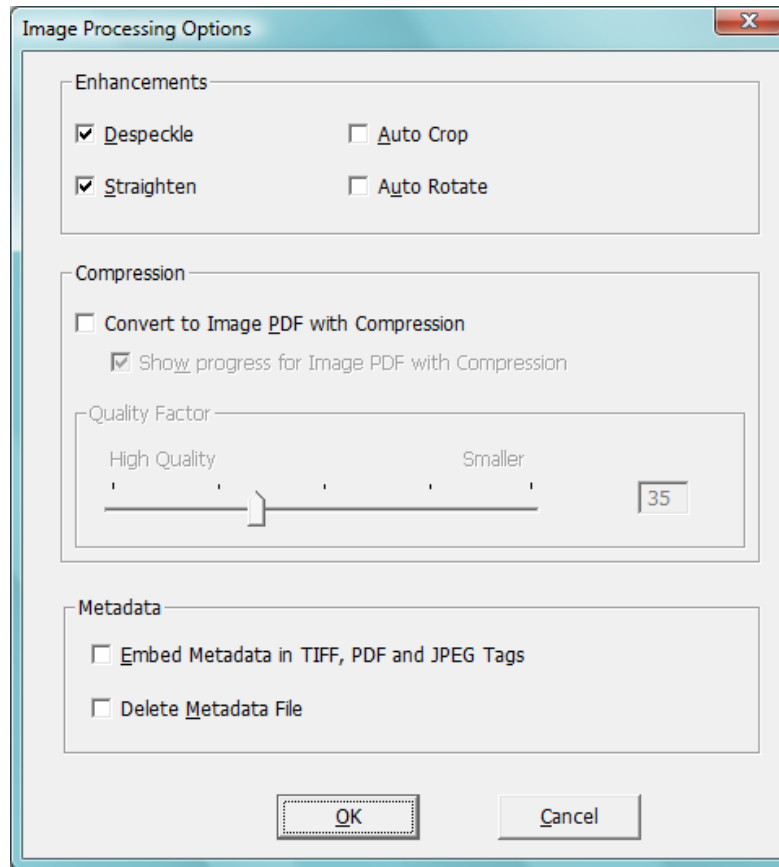 Image Processing Options
Enhancements
Despeckle
Auto Crop
Straighten
Auto Rotate
Compression
Convert to Image PDF with Compression
Show progress for Image PDF with Compression
Quality Factor
High Quality
Smaller
35
Metadata
Embed Metadata in TIFF, PDF and JPEG Tags
Delete Metadata File
OK
Cancel